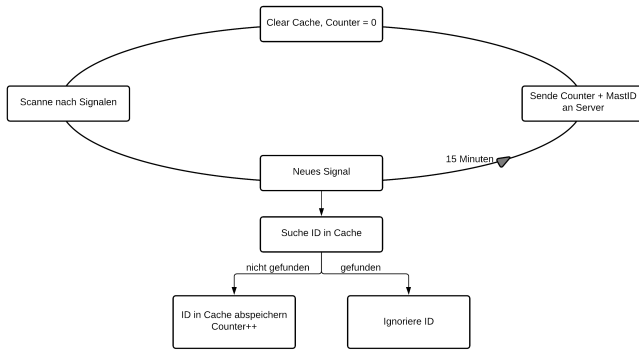 Clear Cache, Counter = 0
Scanne nach Signalen
Sende Counter + MastID
an Server
15 Minuten
Neues Signal
Suche ID in Cache
nicht gefunden
gefunden
ID in Cache abspeichern
Counter++
Ignoriere ID